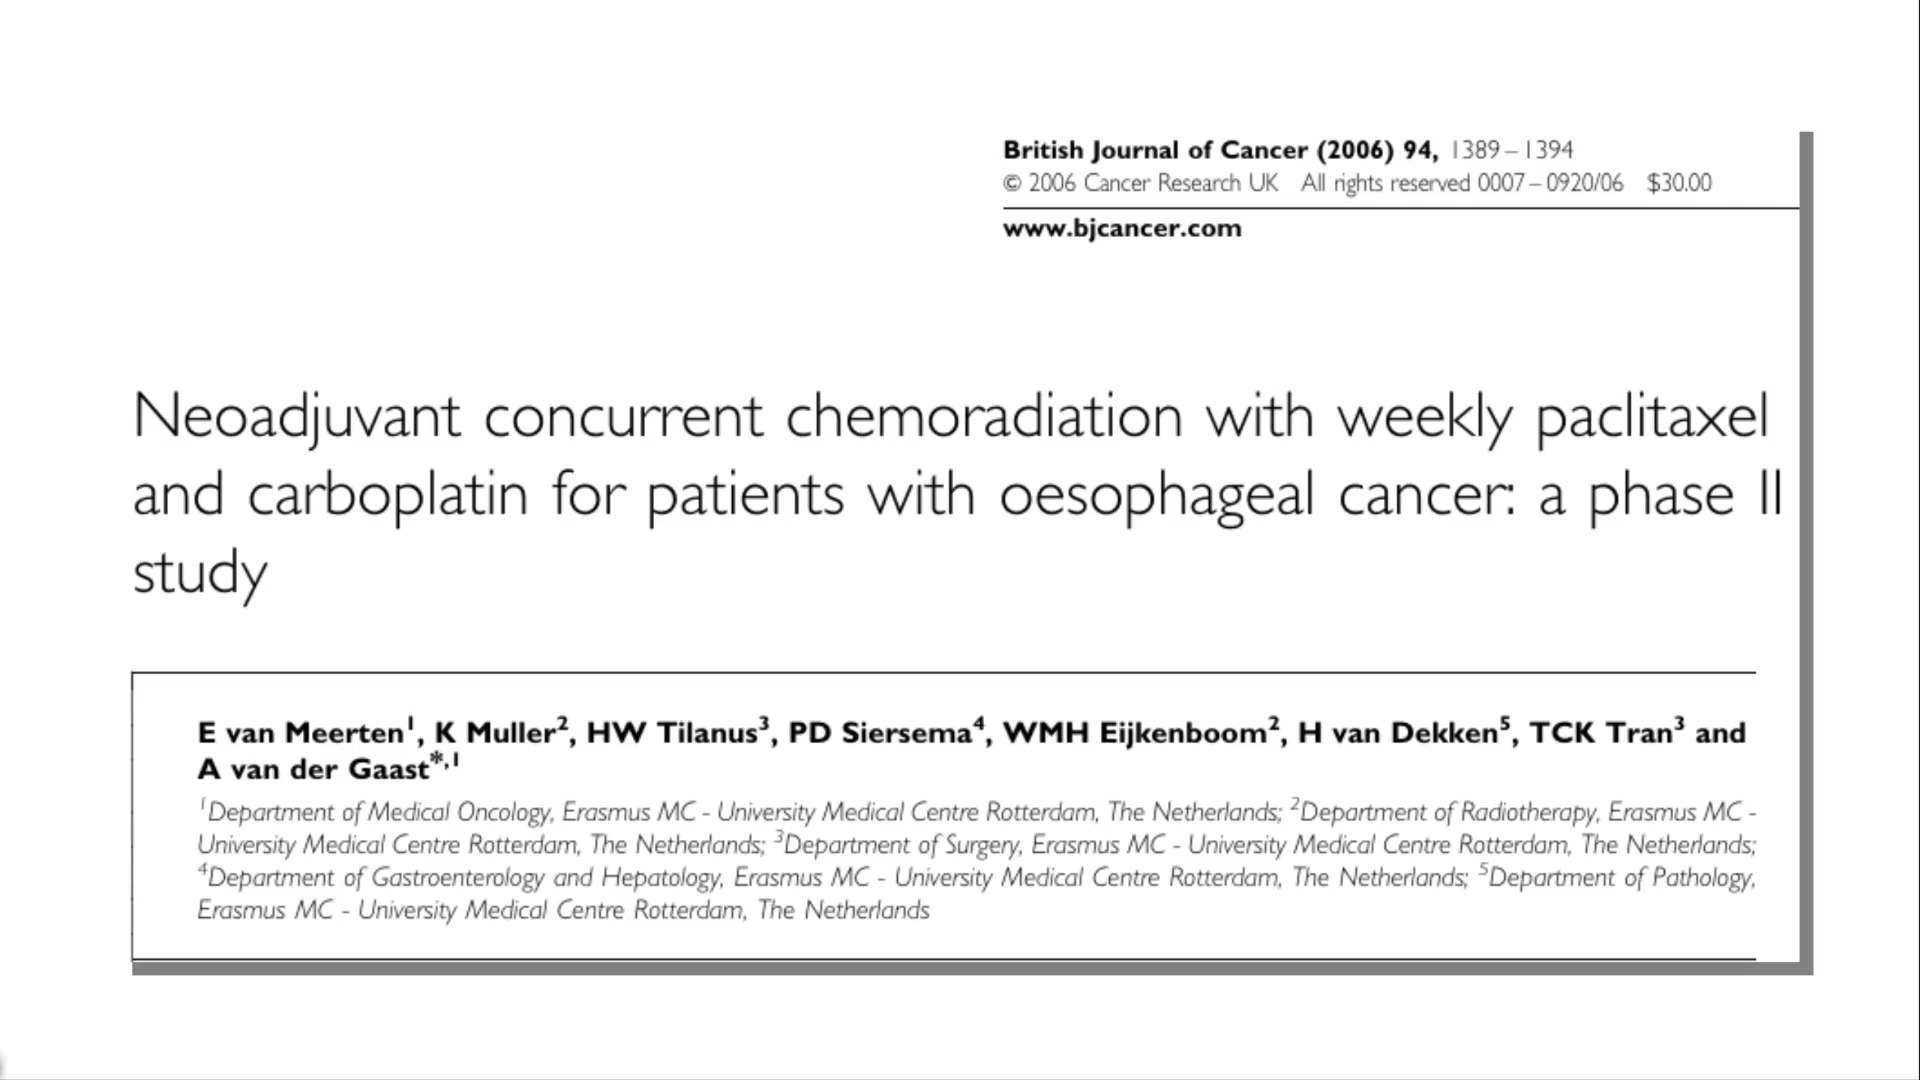 British Journal of Cancer (2006) 94, 1389–1394
© 2006 Cancer Research UK All rights reserved 0007–0920/06 $30.00
www.bjcancer.com
Neoadjuvant concurrent chemoradiation with weekly paclitaxel
and carboplatin for patients with oesophageal cancer: a phase II
study
E van Meerten¹, K Muller², HW Tilanus³, PD Siersema⁴, WMH Eijkenboom², H van Dekken⁵, TCK Tran³ and
A van der Gaast*,¹
¹Department of Medical Oncology, Erasmus MC - University Medical Centre Rotterdam, The Netherlands; ²Department of Radiotherapy, Erasmus MC -
University Medical Centre Rotterdam, The Netherlands; ³Department of Surgery, Erasmus MC - University Medical Centre Rotterdam, The Netherlands;
⁴Department of Gastroenterology and Hepatology, Erasmus MC - University Medical Centre Rotterdam, The Netherlands; ⁵Department of Pathology,
Erasmus MC - University Medical Centre Rotterdam, The Netherlands